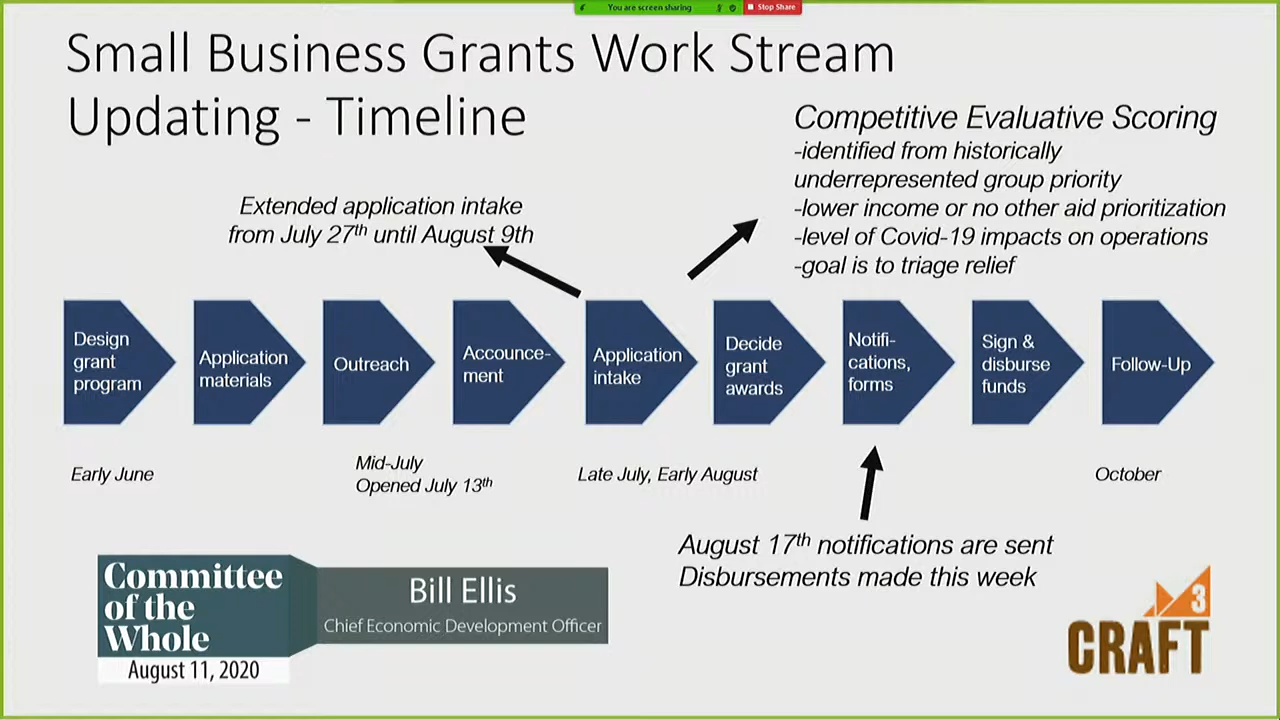 You are screen sharing
Stop Share
Small Business Grants Work Stream
Updating - Timeline
Competitive Evaluative Scoring
-identified from historically
underrepresented group priority
-lower income or no other aid prioritization
-level of Covid-19 impacts on operations
-goal is to triage relief
Extended application intake
from July 27th until August 9th
Design
grant
program
Application
materials
Outreach
Accounce-
ment
Application
intake
Decide
grant
awards
Notifi-
cations,
forms
Sign &
disburse
funds
Follow-Up
Early June
Mid-July
Opened July 13th
Late July, Early August
October
August 17th notifications are sent
Disbursements made this week
Committee
of the
Whole
August 11, 2020
Bill Ellis
Chief Economic Development Officer
3
CRAFT